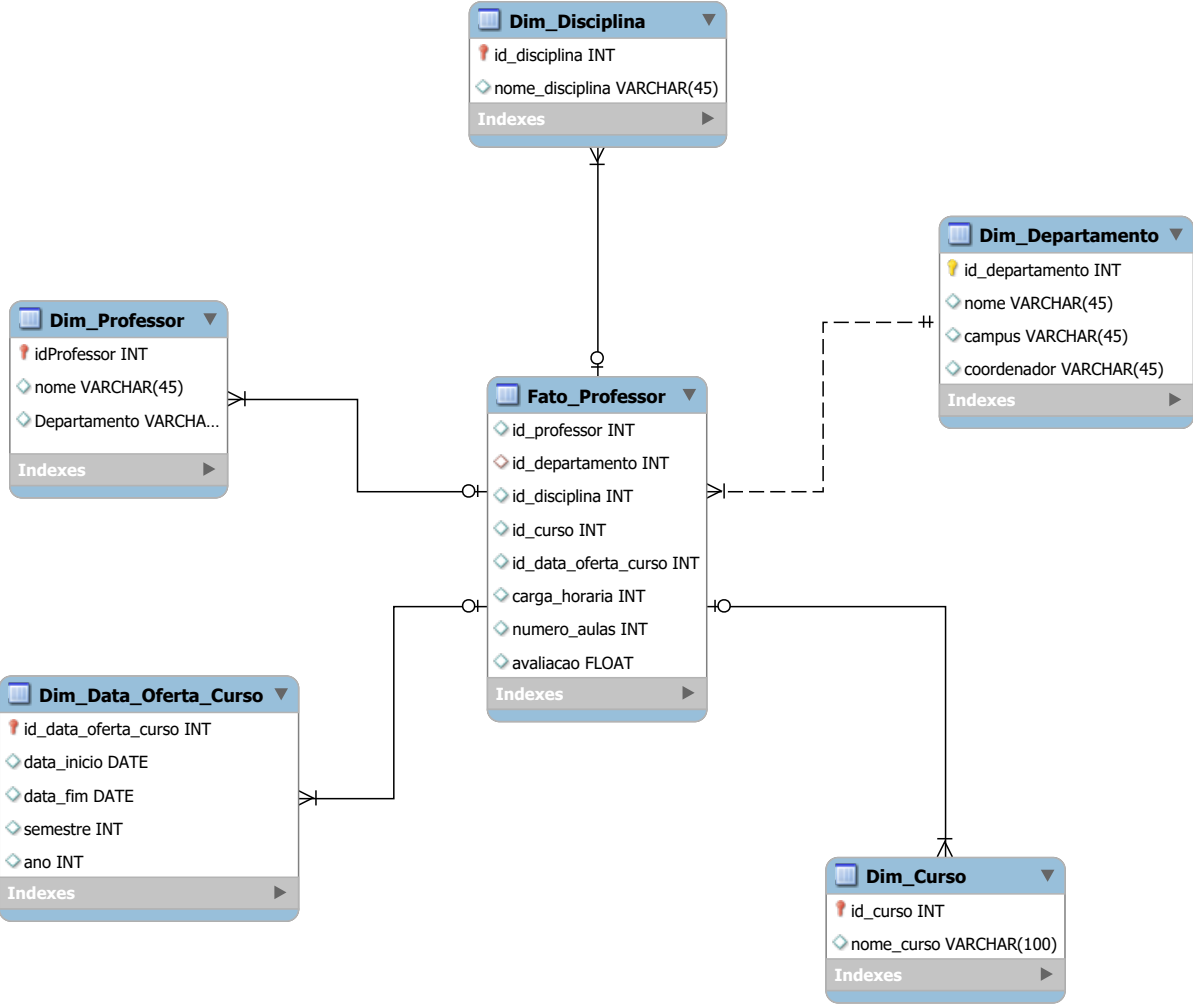 Dim_Disciplina
id_disciplina INT
nome_disciplina VARCHAR(45)
Indexes
Dim_Departamento
id_departamento INT
nome VARCHAR(45)
campus VARCHAR(45)
coordenador VARCHAR(45)
Indexes
Dim_Professor
idProfessor INT
nome VARCHAR(45)
Departamento VARCHA...
Indexes
Fato_Professor
id_professor INT
id_departamento INT
id_disciplina INT
id_curso INT
id_data_oferta_curso INT
carga_horaria INT
numero_aulas INT
avaliacao FLOAT
Indexes
Dim_Data_Oferta_Curso
id_data_oferta_curso INT
data_inicio DATE
data_fim DATE
semestre INT
ano INT
Indexes
Dim_Curso
id_curso INT
nome_curso VARCHAR(100)
Indexes